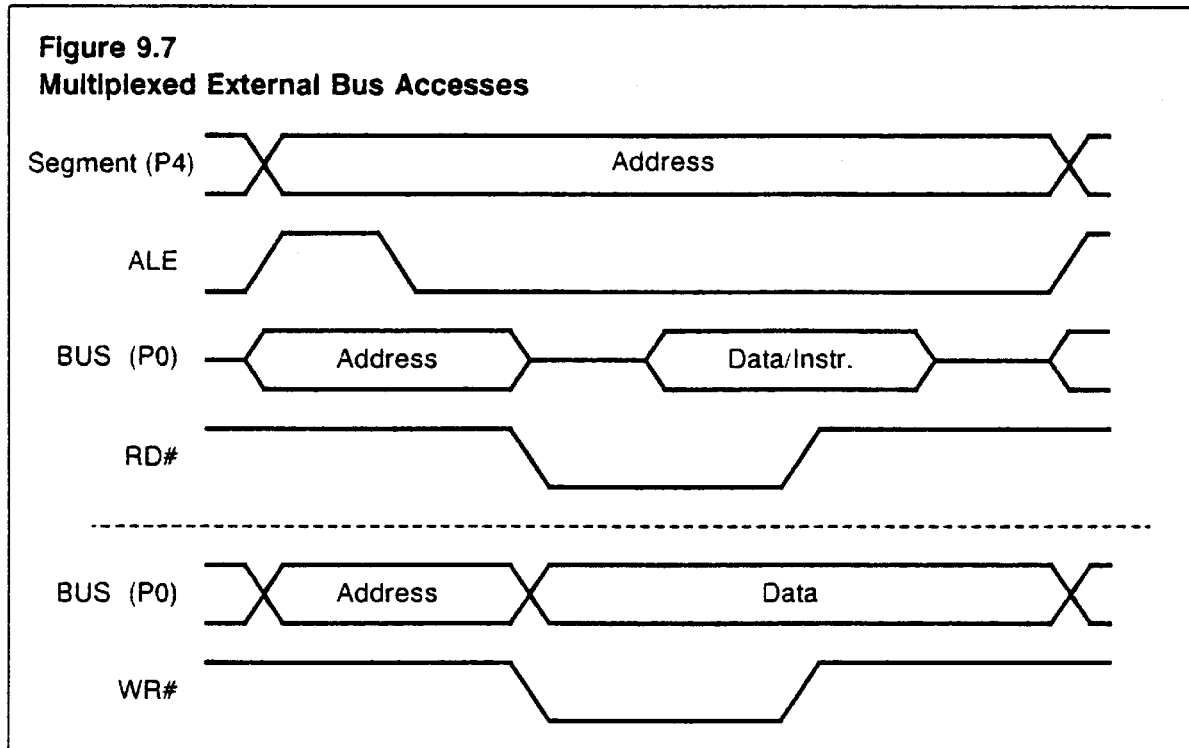 Figure 9.7
Multiplexed External Bus Accesses
Segment (P4)
Address
ALE
BUS (P0)
Address
Data/Instr.
RD#
BUS (P0)
Address
Data
WR#